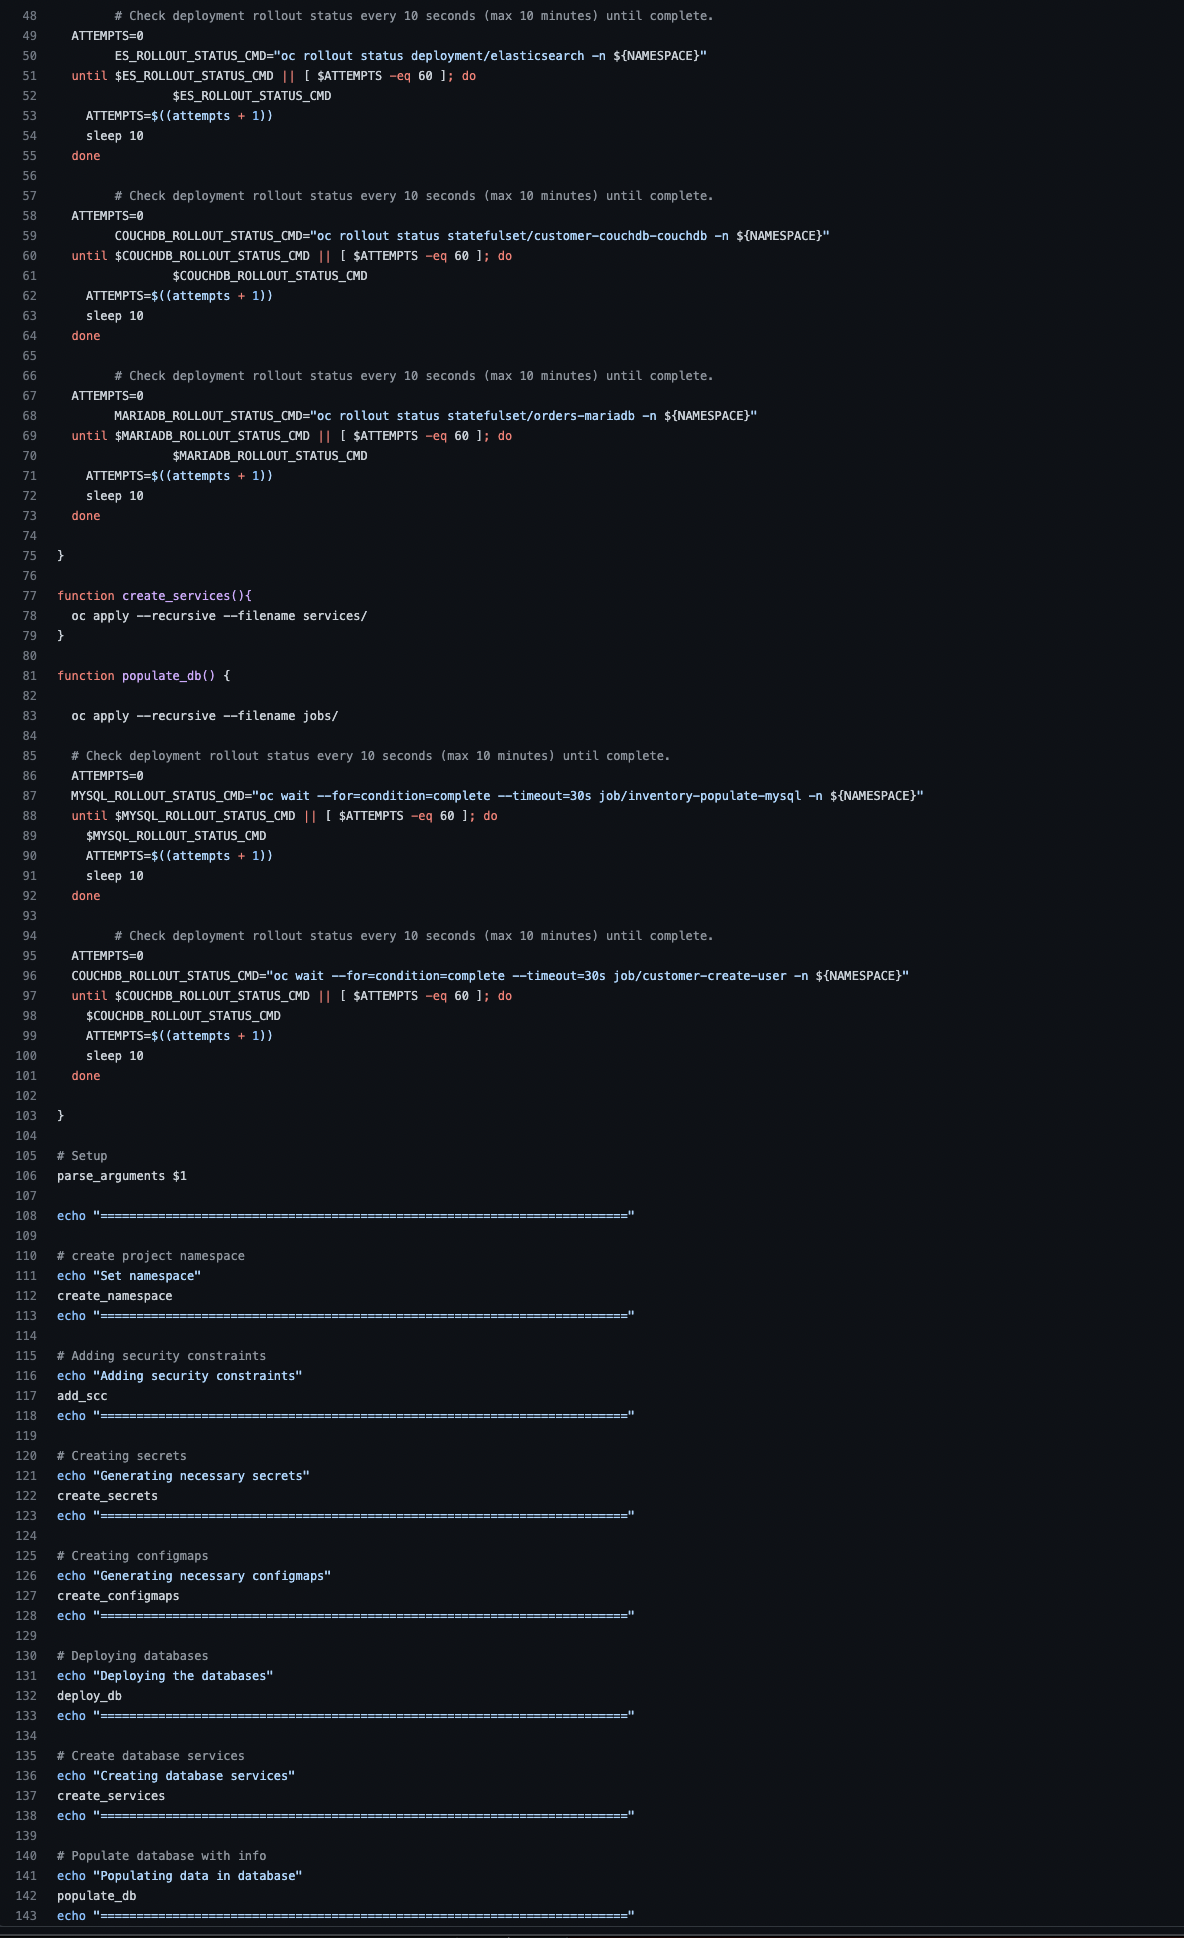 48 # Check deployment rollout status every 10 seconds (max 10 minutes) until complete.
49 ATTEMPTS=0
50 ES_ROLLOUT_STATUS_CMD="oc rollout status deployment/elasticsearch -n ${NAMESPACE}"
51 until $ES_ROLLOUT_STATUS_CMD || [ $ATTEMPTS -eq 60 ]; do
52 $ES_ROLLOUT_STATUS_CMD
53 ATTEMPTS=$((attempts + 1))
54 sleep 10
55 done
56
57 # Check deployment rollout status every 10 seconds (max 10 minutes) until complete.
58 ATTEMPTS=0
59 COUCHDB_ROLLOUT_STATUS_CMD="oc rollout status statefulset/customer-couchdb-couchdb -n ${NAMESPACE}"
60 until $COUCHDB_ROLLOUT_STATUS_CMD || [ $ATTEMPTS -eq 60 ]; do
61 $COUCHDB_ROLLOUT_STATUS_CMD
62 ATTEMPTS=$((attempts + 1))
63 sleep 10
64 done
65
66 # Check deployment rollout status every 10 seconds (max 10 minutes) until complete.
67 ATTEMPTS=0
68 MARIADB_ROLLOUT_STATUS_CMD="oc rollout status statefulset/orders-mariadb -n ${NAMESPACE}"
69 until $MARIADB_ROLLOUT_STATUS_CMD || [ $ATTEMPTS -eq 60 ]; do
70 $MARIADB_ROLLOUT_STATUS_CMD
71 ATTEMPTS=$((attempts + 1))
72 sleep 10
73 done
74
75 }
76
77 function create_services(){
78 oc apply --recursive --filename services/
79 }
80
81 function populate_db() {
82
83 oc apply --recursive --filename jobs/
84
85 # Check deployment rollout status every 10 seconds (max 10 minutes) until complete.
86 ATTEMPTS=0
87 MYSQL_ROLLOUT_STATUS_CMD="oc wait --for=condition=complete --timeout=30s job/inventory-populate-mysql -n ${NAMESPACE}"
88 until $MYSQL_ROLLOUT_STATUS_CMD || [ $ATTEMPTS -eq 60 ]; do
89 $MYSQL_ROLLOUT_STATUS_CMD
90 ATTEMPTS=$((attempts + 1))
91 sleep 10
92 done
93
94 # Check deployment rollout status every 10 seconds (max 10 minutes) until complete.
95 ATTEMPTS=0
96 COUCHDB_ROLLOUT_STATUS_CMD="oc wait --for=condition=complete --timeout=30s job/customer-create-user -n ${NAMESPACE}"
97 until $COUCHDB_ROLLOUT_STATUS_CMD || [ $ATTEMPTS -eq 60 ]; do
98 $COUCHDB_ROLLOUT_STATUS_CMD
99 ATTEMPTS=$((attempts + 1))
100 sleep 10
101 done
102
103 }
104
105 # Setup
106 parse_arguments $1
107
108 echo "========================================================================="
109
110 # create project namespace
111 echo "Set namespace"
112 create_namespace
113 echo "========================================================================="
114
115 # Adding security constraints
116 echo "Adding security constraints"
117 add_scc
118 echo "========================================================================="
119
120 # Creating secrets
121 echo "Generating necessary secrets"
122 create_secrets
123 echo "========================================================================="
124
125 # Creating configmaps
126 echo "Generating necessary configmaps"
127 create_configmaps
128 echo "========================================================================="
129
130 # Deploying databases
131 echo "Deploying the databases"
132 deploy_db
133 echo "========================================================================="
134
135 # Create database services
136 echo "Creating database services"
137 create_services
138 echo "========================================================================="
139
140 # Populate database with info
141 echo "Populating data in database"
142 populate_db
143 echo "========================================================================="